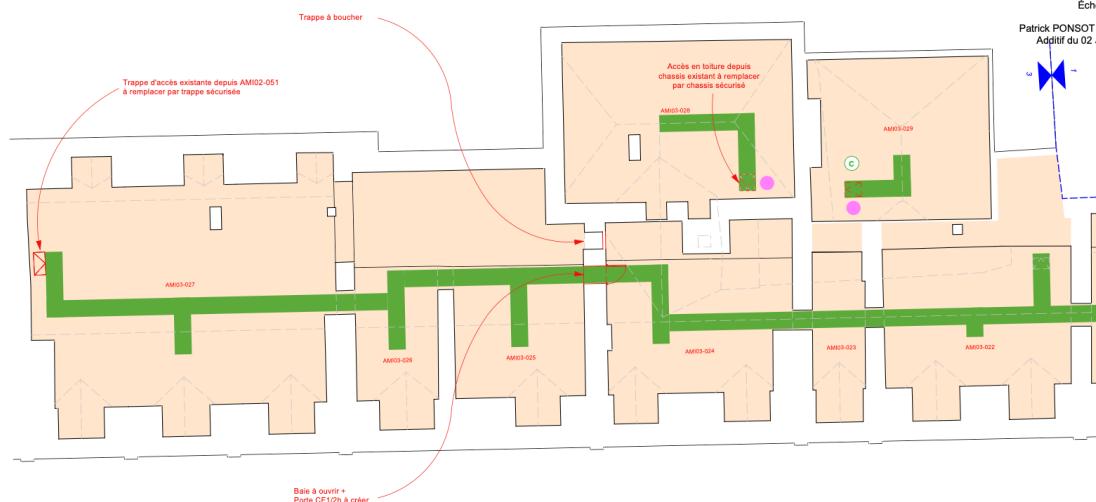 Éch
Patrick PONSOT
Additif du 02
Trappe à boucher
Trappe d'accès existante depuis AMI02-051
à remplacer par trappe sécurisée
Accès en toiture depuis
chassis existant à remplacer
par chassis sécurisé
AMI03-028
AMI03-029
C
3
1
AMI03-027
AMI03-026
AMI03-025
AMI03-024
AMI03-023
AMI03-022
Baie à ouvrir +
Porte CF1/2h à créer